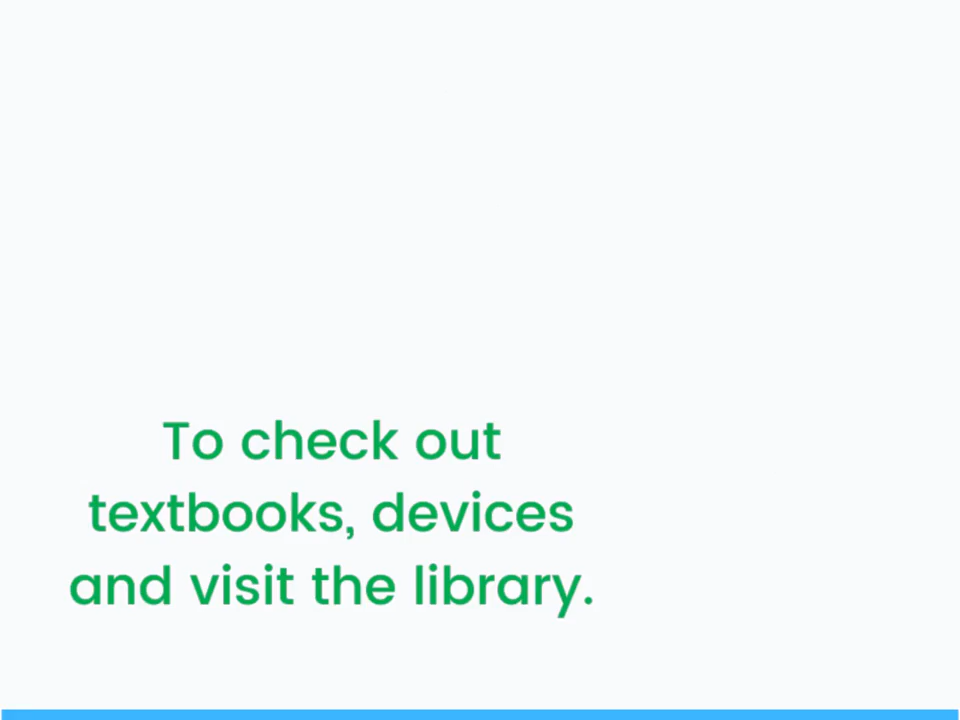 To check out
textbooks, devices
and visit the library.